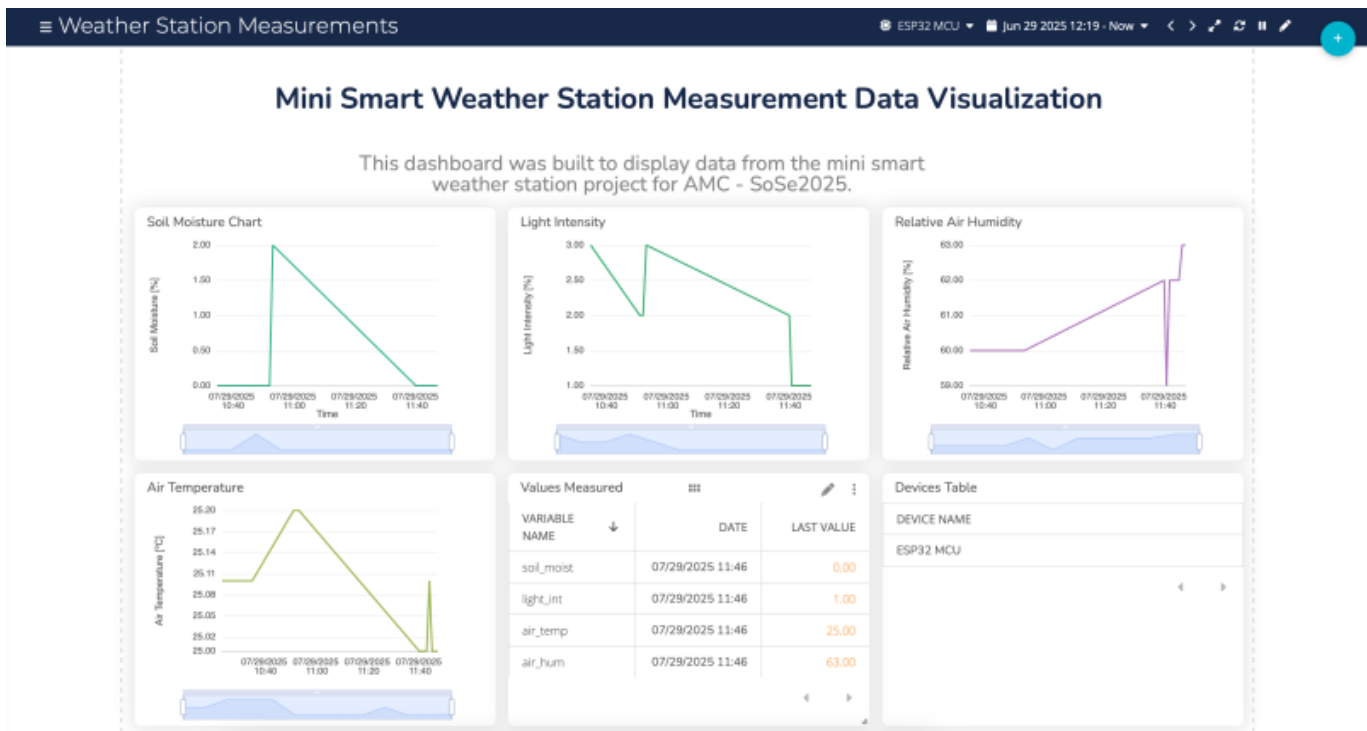 ≡ Weather Station Measurements
ESP32 MCU
Jun 29 2025 12:19 - Now
+
Mini Smart Weather Station Measurement Data Visualization
This dashboard was built to display data from the mini smart
weather station project for AMC - SoSe2025.
Soil Moisture Chart
Soil Moisture [%]
2.00
1.50
1.00
0.50
0.00
07/29/2025 07/29/2025 07/29/2025 07/29/2025
10:40 11:00 11:20 11:40
Time
Light Intensity
Light Intensity [%]
3.00
2.50
2.00
1.50
1.00
07/29/2025 07/29/2025 07/29/2025 07/29/2025
10:40 11:00 11:20 11:40
Time
Relative Air Humidity
Relative Air Humidity [%]
63.00
62.00
61.00
60.00
59.00
07/29/2025 07/29/2025 07/29/2025 07/29/2025
10:40 11:00 11:20 11:40
Air Temperature
Air Temperature [ºC]
25.20
25.17
25.14
25.11
25.08
25.05
25.02
25.00
07/29/2025 07/29/2025 07/29/2025 07/29/2025
10:40 11:00 11:20 11:40
Values Measured
VARIABLE
NAME
DATE
LAST VALUE
soil_moist 07/29/2025 11:46 0.00
light_int 07/29/2025 11:46 1.00
air_temp 07/29/2025 11:46 25.00
air_hum 07/29/2025 11:46 63.00
Devices Table
DEVICE NAME
ESP32 MCU